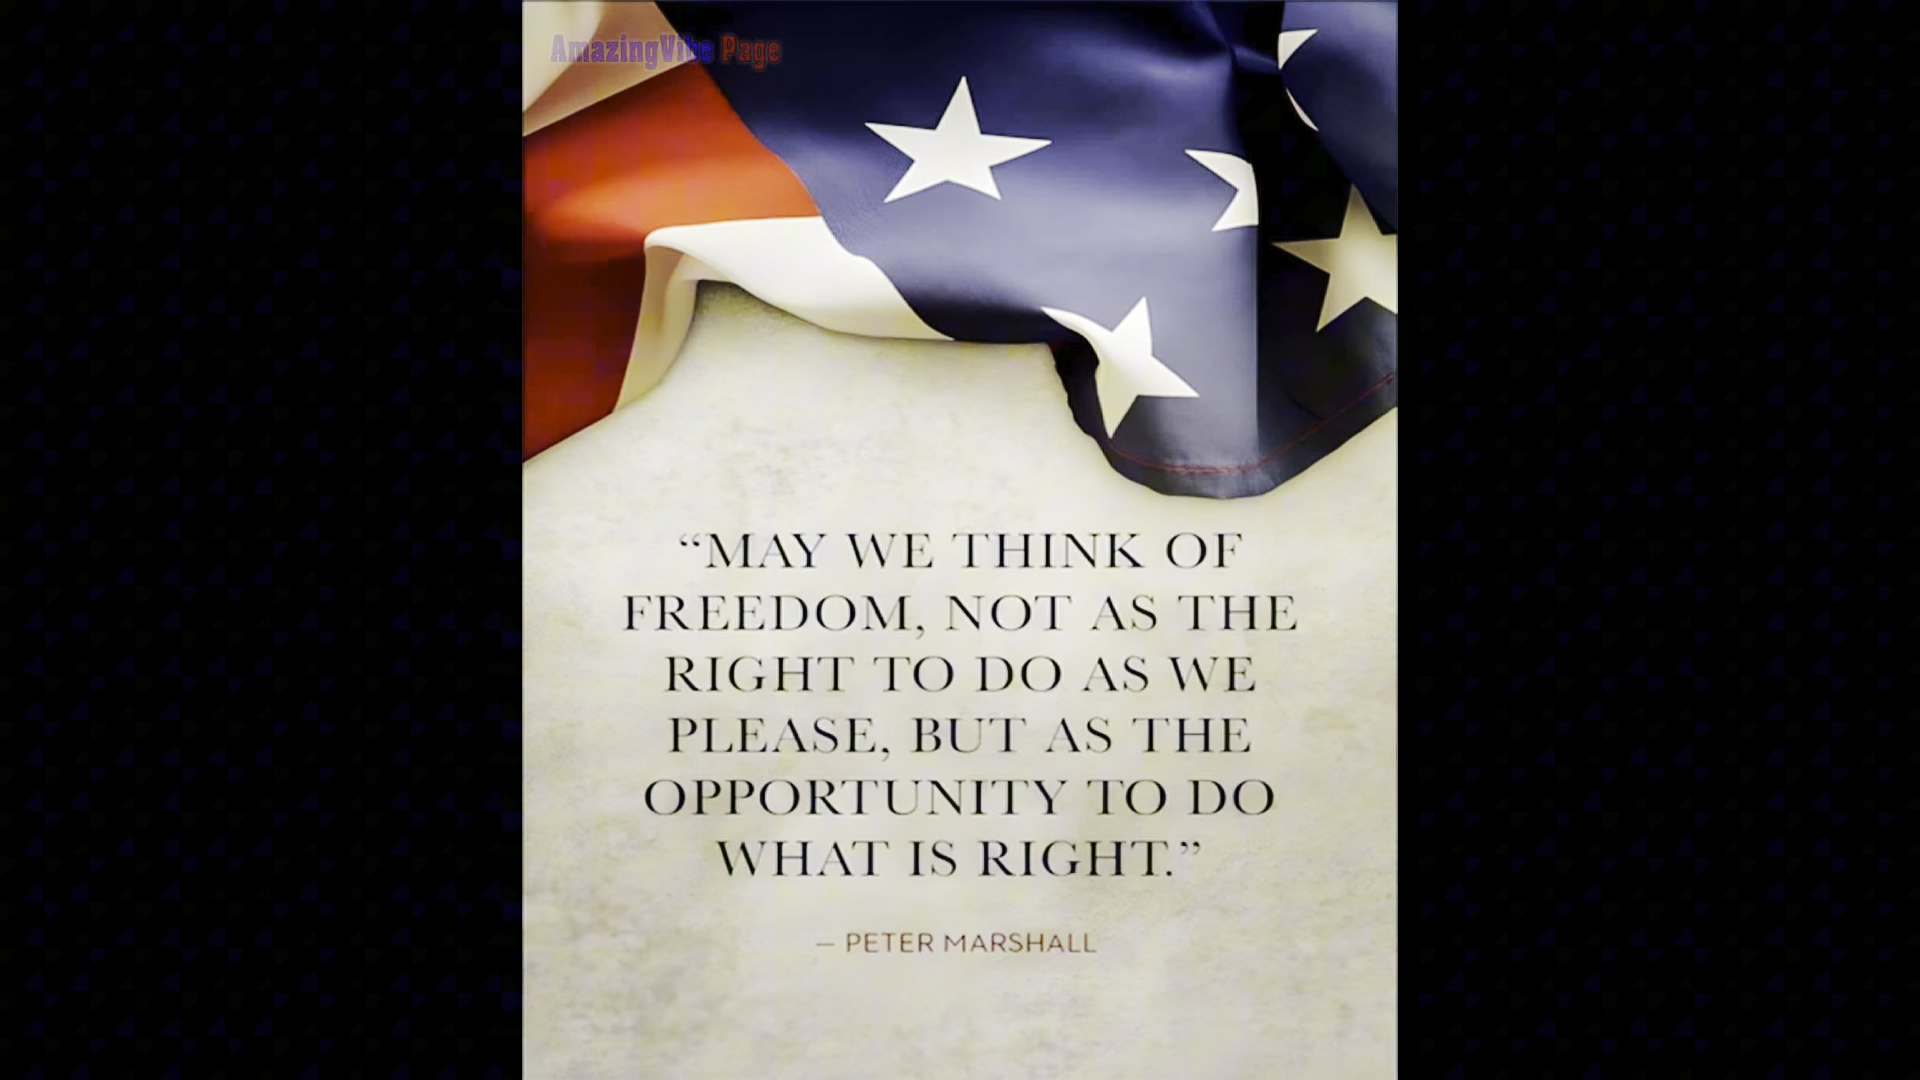 AmazingVibe Page
“MAY WE THINK OF
FREEDOM, NOT AS THE
RIGHT TO DO AS WE
PLEASE, BUT AS THE
OPPORTUNITY TO DO
WHAT IS RIGHT.”
– PETER MARSHALL